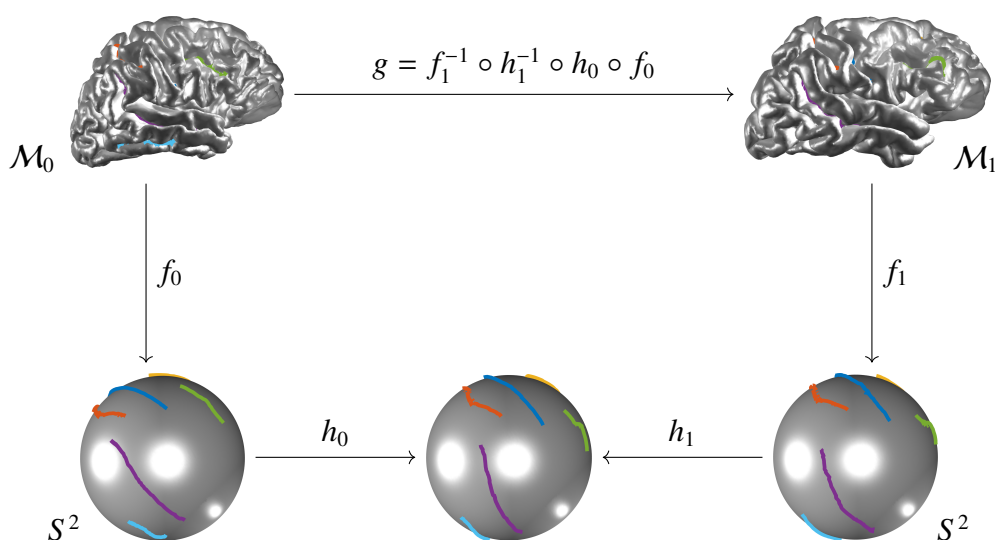 g = f₁⁻¹ ∘ h₁⁻¹ ∘ h₀ ∘ f₀
ℳ₀
ℳ₁
f₀
f₁
h₀
h₁
S²
S²